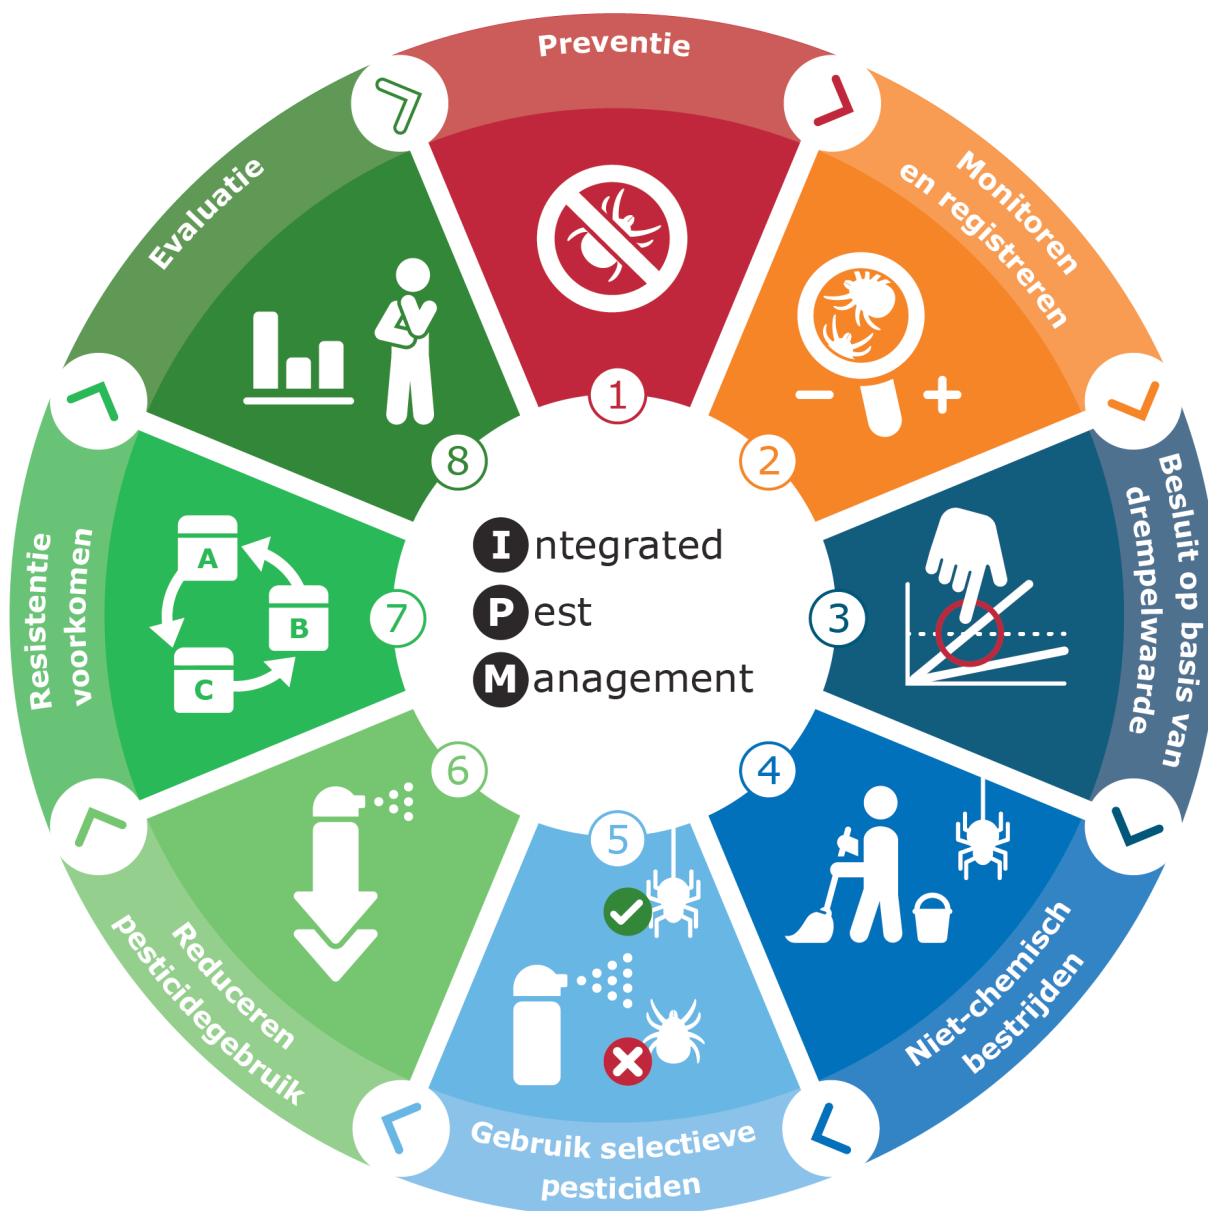 Preventie
1
Monitoren
en registreren
2
Besluit op basis van
drempelwaarde
3
Niet-chemisch
bestrijden
4
Gebruik selectieve
pesticiden
5
Reduceren
pesticidegebruik
6
Resistentie
voorkomen
7
A
B
C
Evaluatie
8
Integrated
Pest
Management